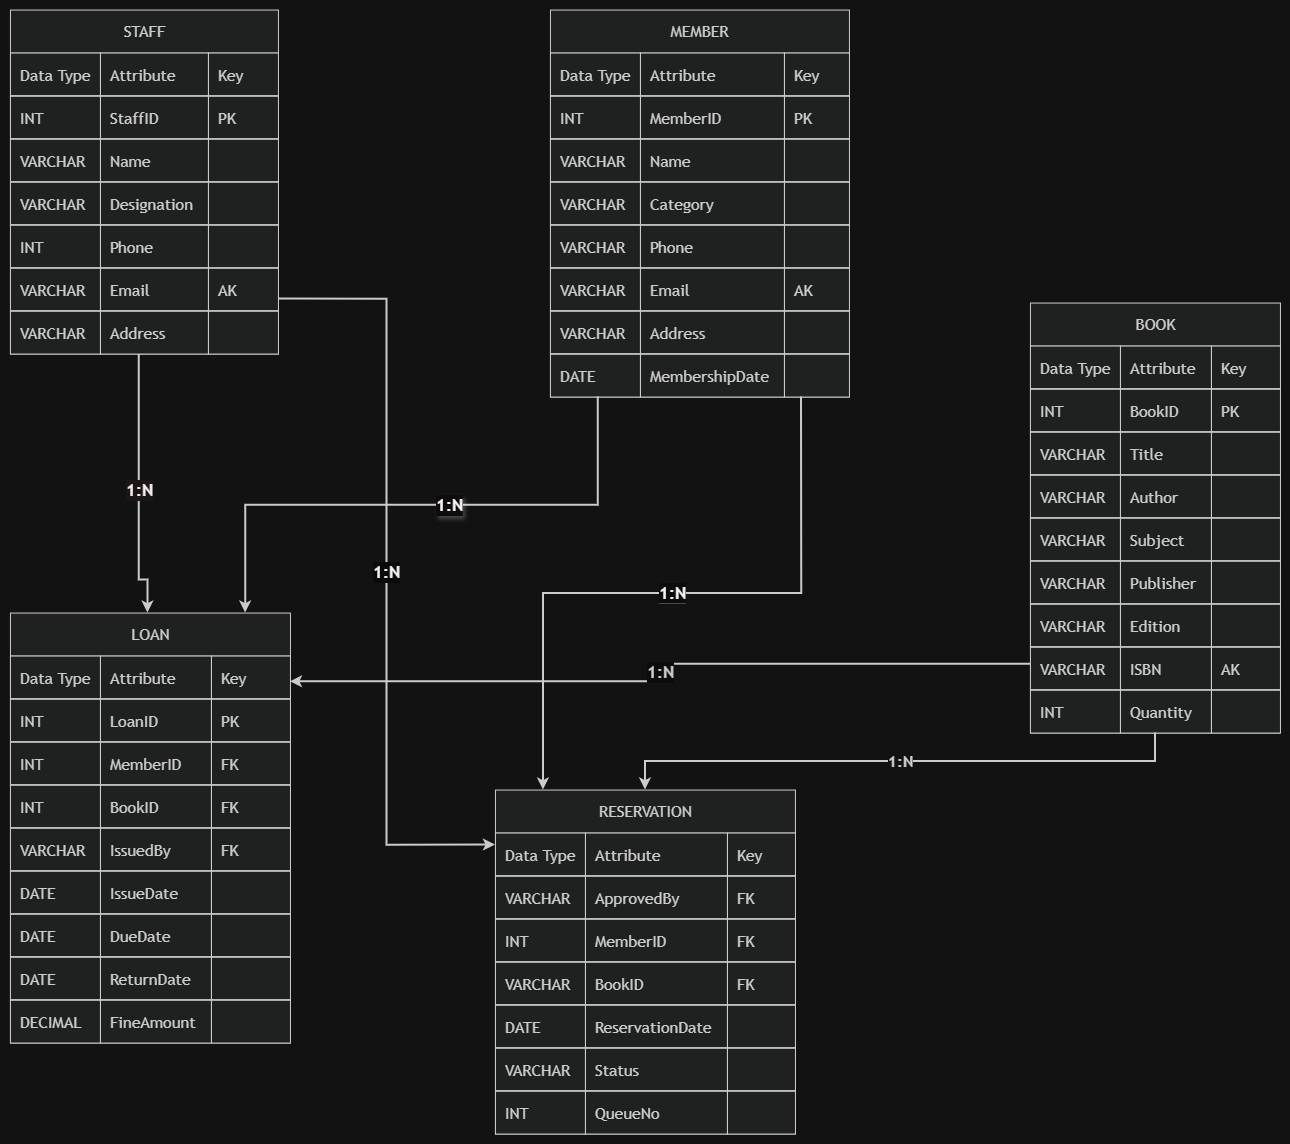 STAFF
Data Type Attribute Key
INT StaffID PK
VARCHAR Name
VARCHAR Designation
INT Phone
VARCHAR Email AK
VARCHAR Address
MEMBER
Data Type Attribute Key
INT MemberID PK
VARCHAR Name
VARCHAR Category
VARCHAR Phone
VARCHAR Email AK
VARCHAR Address
DATE MembershipDate
BOOK
Data Type Attribute Key
INT BookID PK
VARCHAR Title
VARCHAR Author
VARCHAR Subject
VARCHAR Publisher
VARCHAR Edition
VARCHAR ISBN AK
INT Quantity
1:N
1:N
1:N
1:N
1:N
1:N
LOAN
Data Type Attribute Key
INT LoanID PK
INT MemberID FK
INT BookID FK
VARCHAR IssuedBy FK
DATE IssueDate
DATE DueDate
DATE ReturnDate
DECIMAL FineAmount
RESERVATION
Data Type Attribute Key
VARCHAR ApprovedBy FK
INT MemberID FK
VARCHAR BookID FK
DATE ReservationDate
VARCHAR Status
INT QueueNo